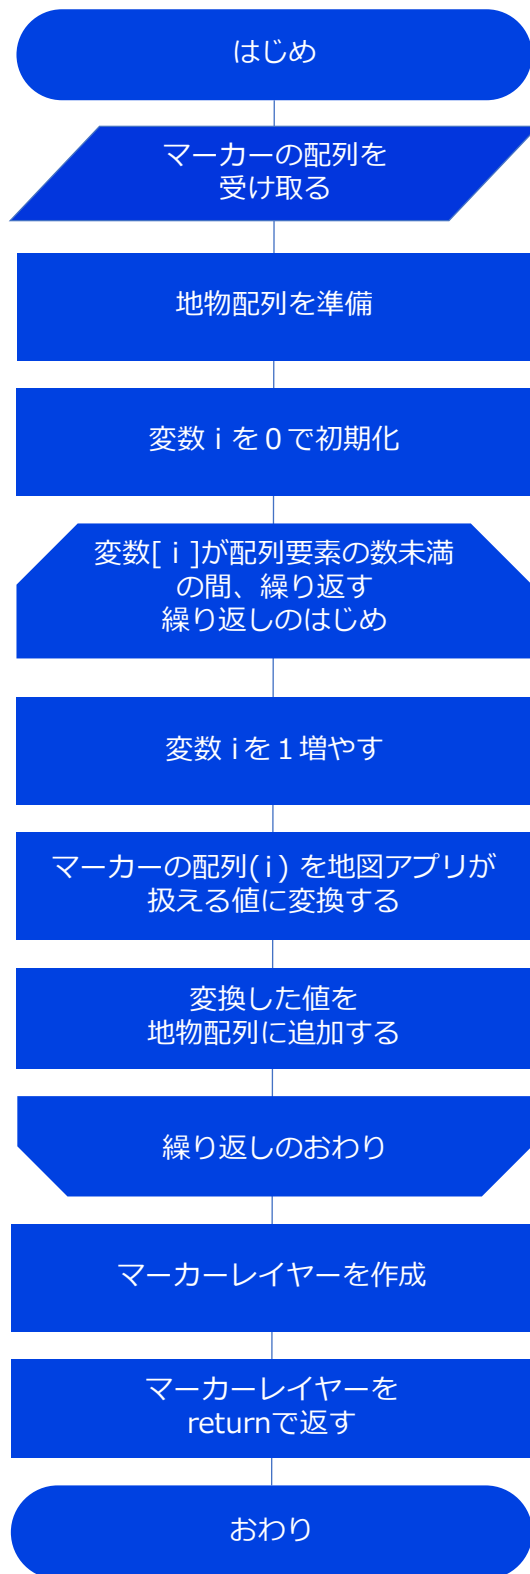 はじめ
マーカーの配列を
受け取る
地物配列を準備
変数 i を０で初期化
変数[ i ]が配列要素の数未満
の間、繰り返す
繰り返しのはじめ
変数 iを１増やす
マーカーの配列(i) を地図アプリが
扱える値に変換する
変換した値を
地物配列に追加する
繰り返しのおわり
マーカーレイヤーを作成
マーカーレイヤーを
returnで返す
おわり